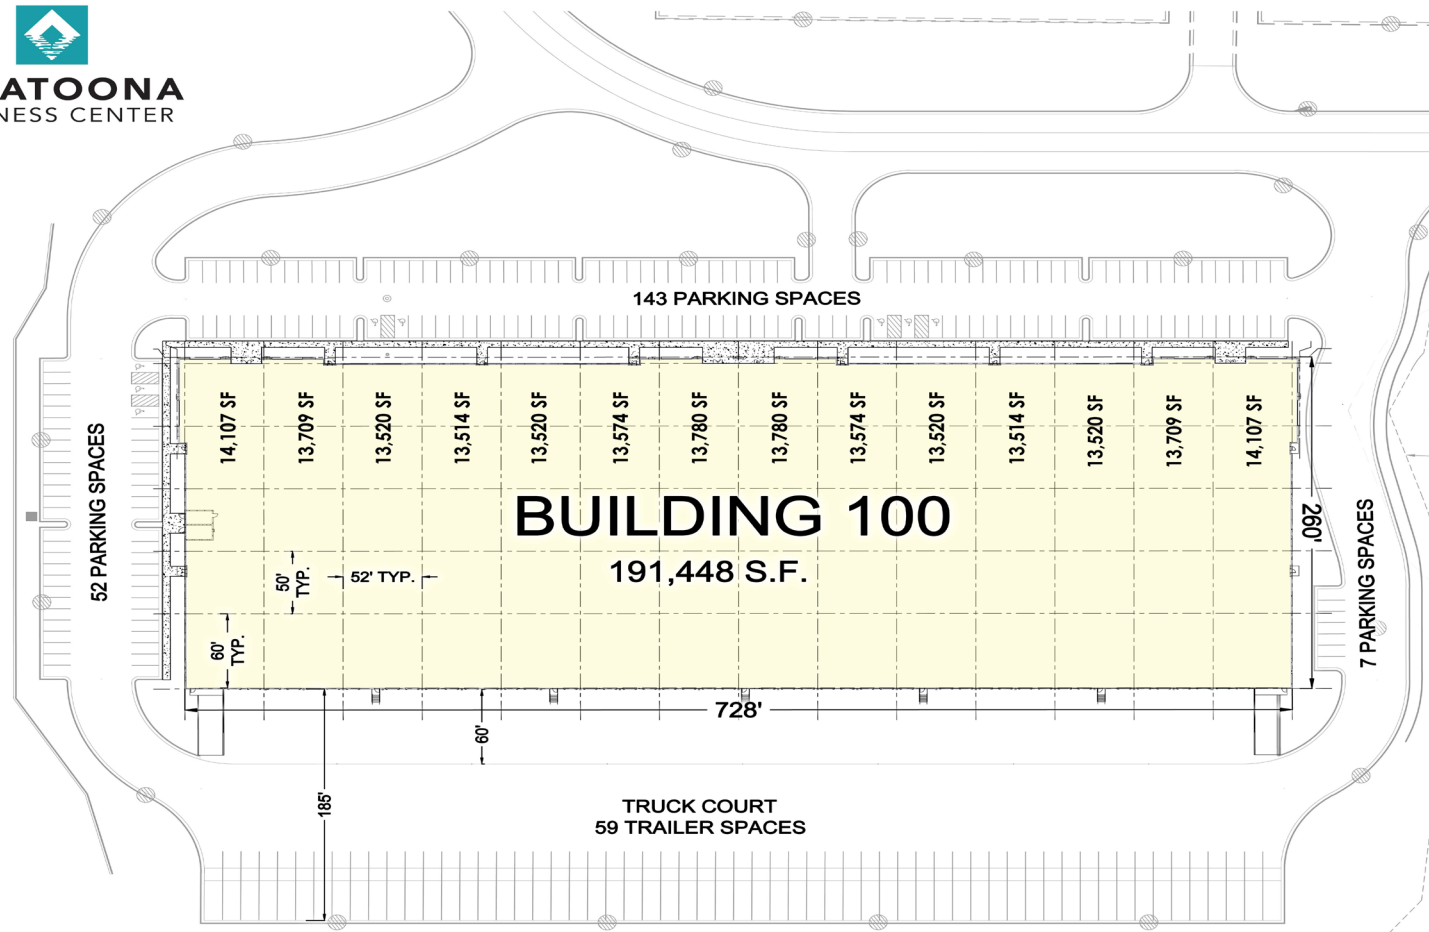 ATOONA
NESS CENTER
143 PARKING SPACES
14,107 SF
13,709 SF
13,520 SF
13,514 SF
13,520 SF
13,574 SF
13,780 SF
13,780 SF
13,574 SF
13,520 SF
13,514 SF
13,520 SF
13,709 SF
14,107 SF
52 PARKING SPACES
BUILDING 100
191,448 S.F.
260'
7 PARKING SPACES
50'
TYP.
52' TYP.
60'
TYP.
728'
60'
185'
TRUCK COURT
59 TRAILER SPACES